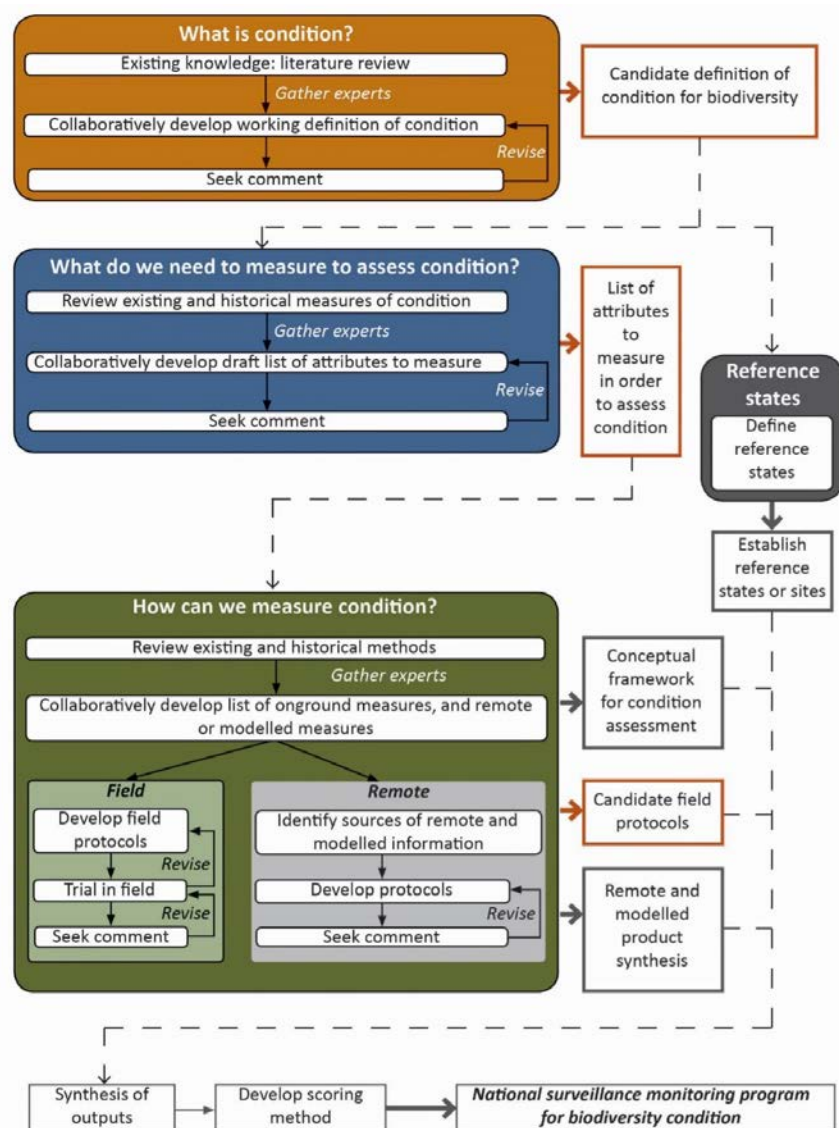 What is condition?
Existing knowledge: literature review
Gather experts
Collaboratively develop working definition of condition
Revise
Seek comment
Candidate definition of
condition for biodiversity
What do we need to measure to assess condition?
Review existing and historical measures of condition
Gather experts
Collaboratively develop draft list of attributes to measure
Revise
Seek comment
List of
attributes
to
measure
in order
to assess
condition
Reference
states
Define
reference
states
Establish
reference
states or sites
How can we measure condition?
Review existing and historical methods
Gather experts
Collaboratively develop list of onground measures, and remote
or modelled measures
Field
Develop field
protocols
Revise
Trial in field
Revise
Seek comment
Remote
Identify sources of remote and
modelled information
Develop protocols
Revise
Seek comment
Conceptual
framework
for condition
assessment
Candidate field
protocols
Remote and
modelled
product
synthesis
Synthesis of
outputs
Develop scoring
method
National surveillance monitoring program
for biodiversity condition